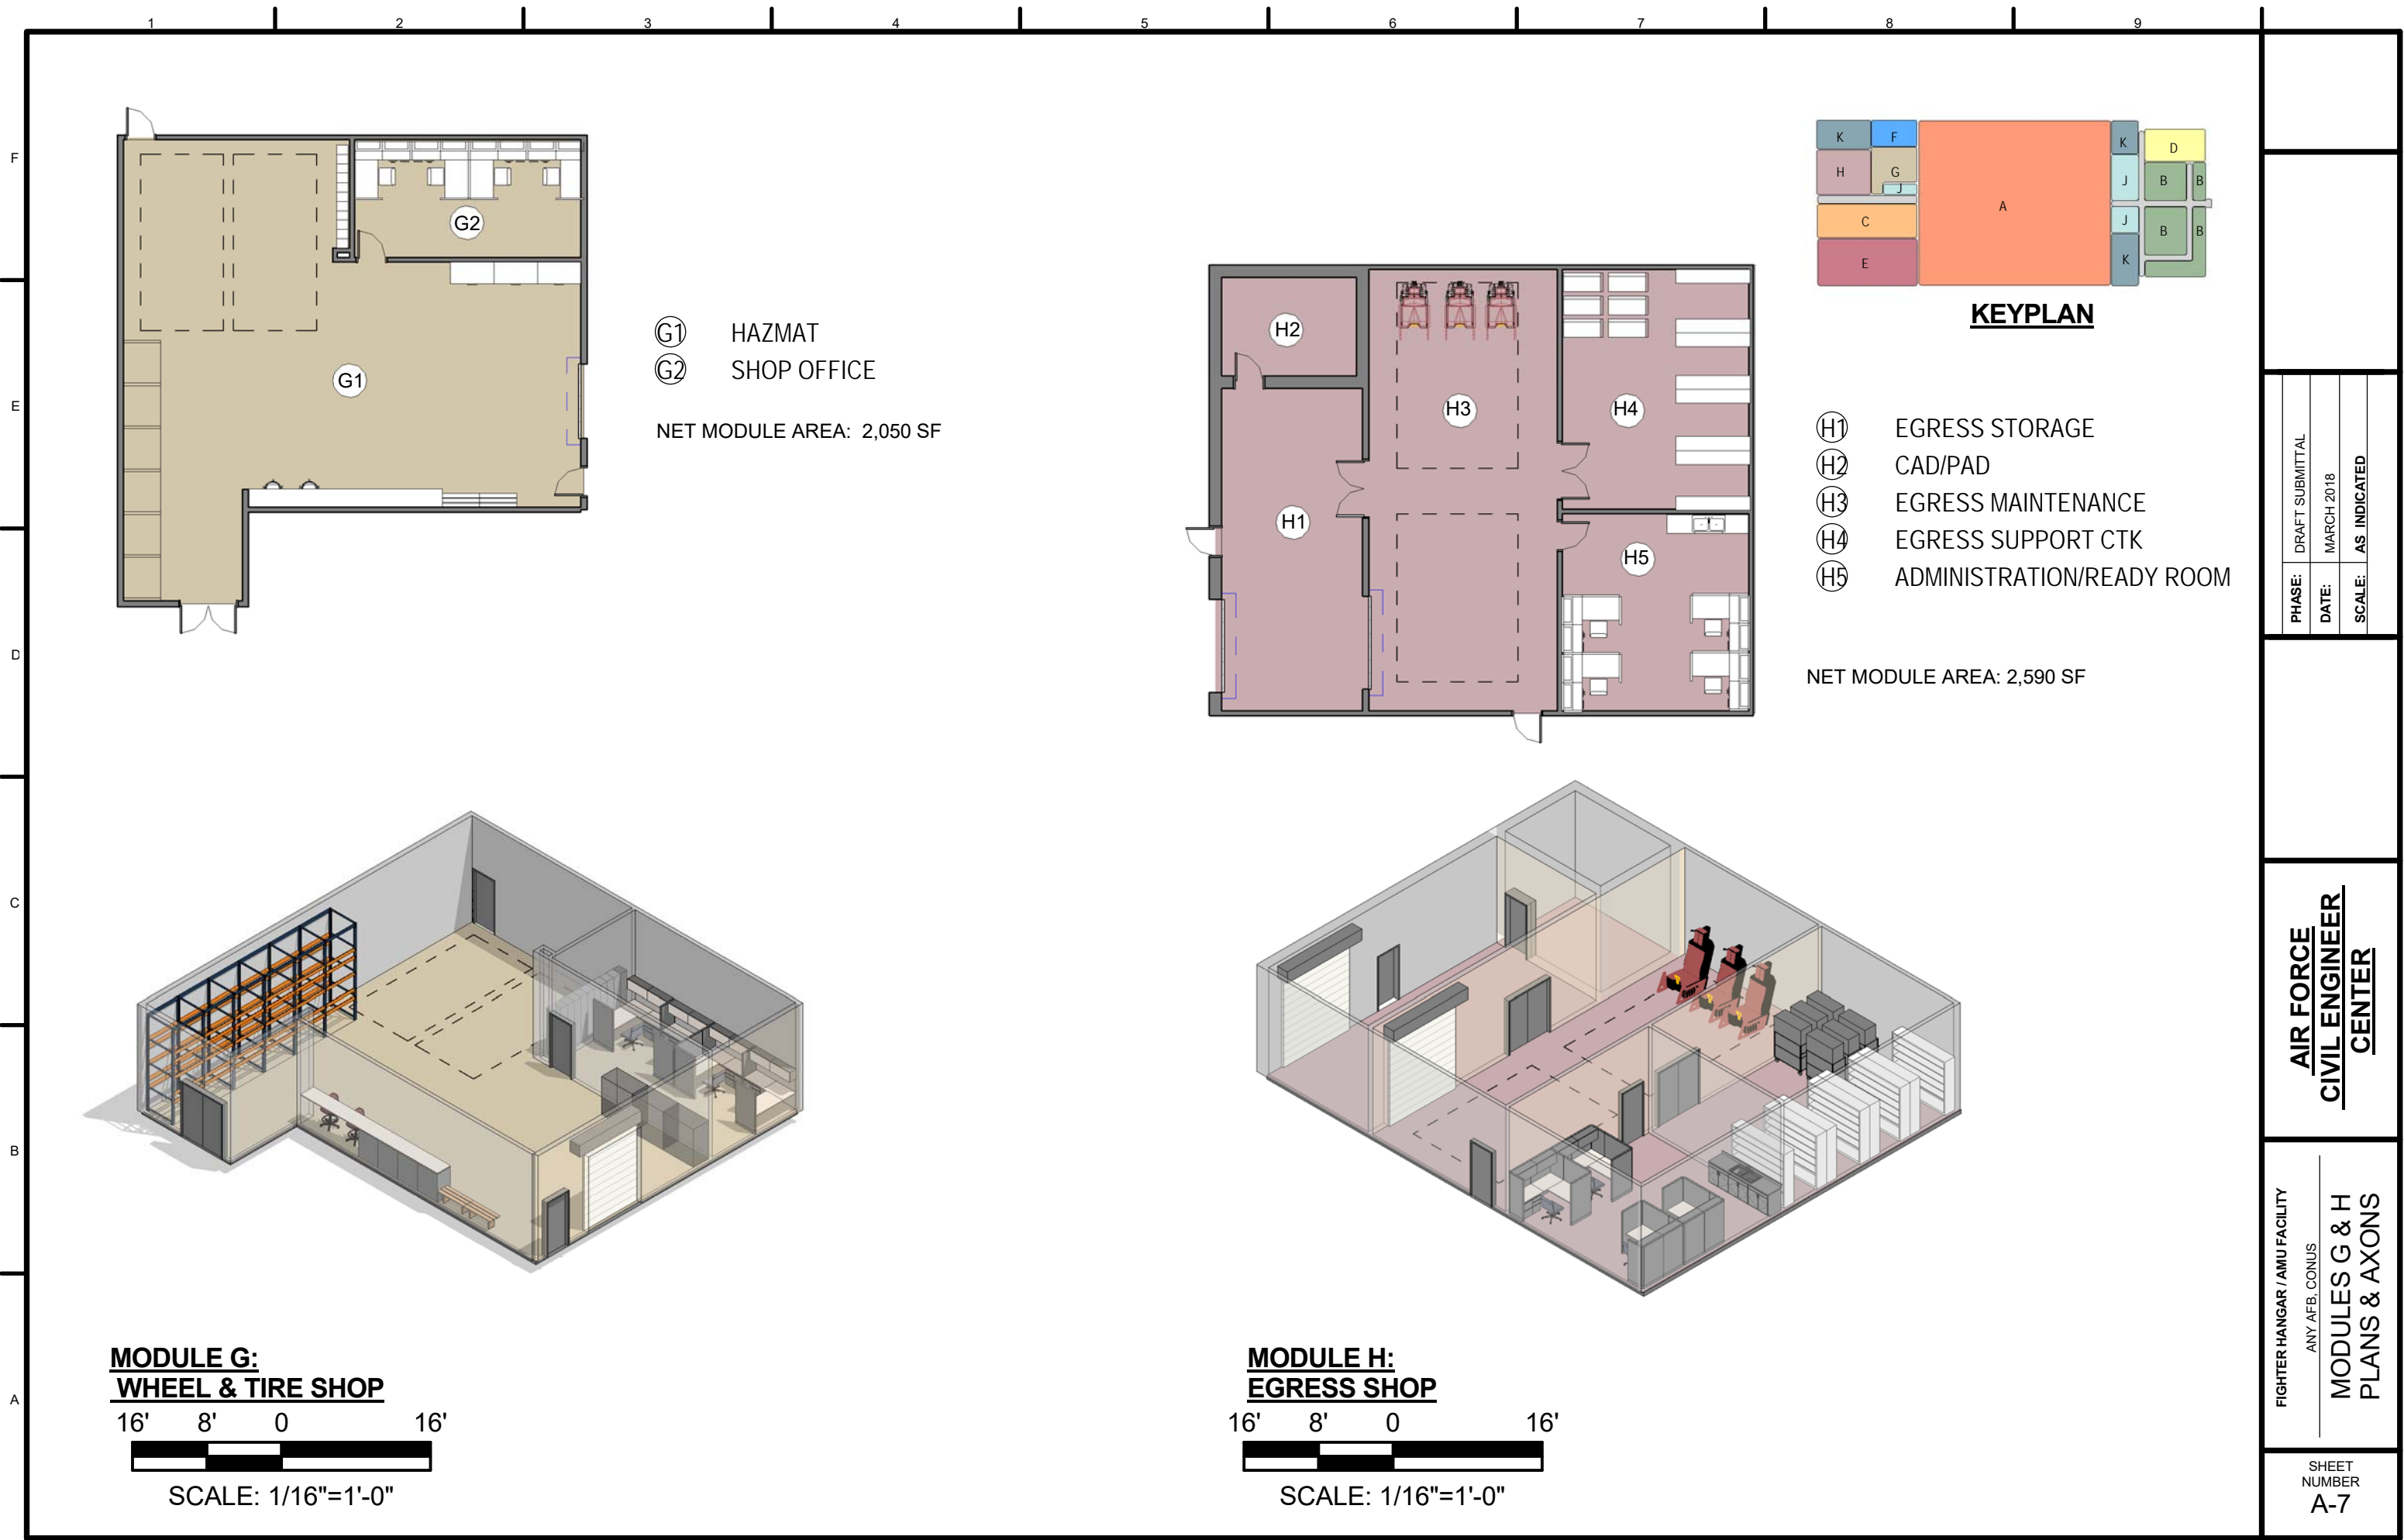 1 2 3 4 5 6 7 8 9
F
E
D
C
B
A
G1
G2
G1 HAZMAT
G2 SHOP OFFICE
NET MODULE AREA: 2,050 SF
H1
H2
H3
H4
H5
K F K D
H G J B B
J
C A J B B
E K
KEYPLAN
H1 EGRESS STORAGE
H2 CAD/PAD
H3 EGRESS MAINTENANCE
H4 EGRESS SUPPORT CTK
H5 ADMINISTRATION/READY ROOM
NET MODULE AREA: 2,590 SF
MODULE G:
WHEEL & TIRE SHOP
16' 8' 0 16'
SCALE: 1/16"=1'-0"
MODULE H:
EGRESS SHOP
16' 8' 0 16'
SCALE: 1/16"=1'-0"
PHASE: DRAFT SUBMITTAL
DATE: MARCH 2018
SCALE: AS INDICATED
AIR FORCE
CIVIL ENGINEER
CENTER
FIGHTER HANGAR / AMU FACILITY
ANY AFB, CONUS
MODULES G & H
PLANS & AXONS
SHEET
NUMBER
A-7